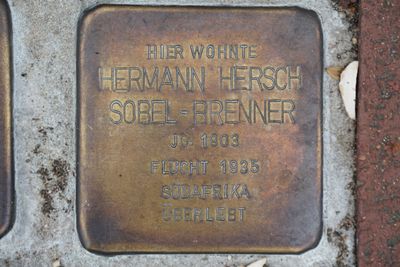 HIER WOHNTE
HERMANN HERSCH
SOBEL-BRENNER
JG. 1903
FLUCHT 1935
SÜDAFRIKA
ÜBERLEBT